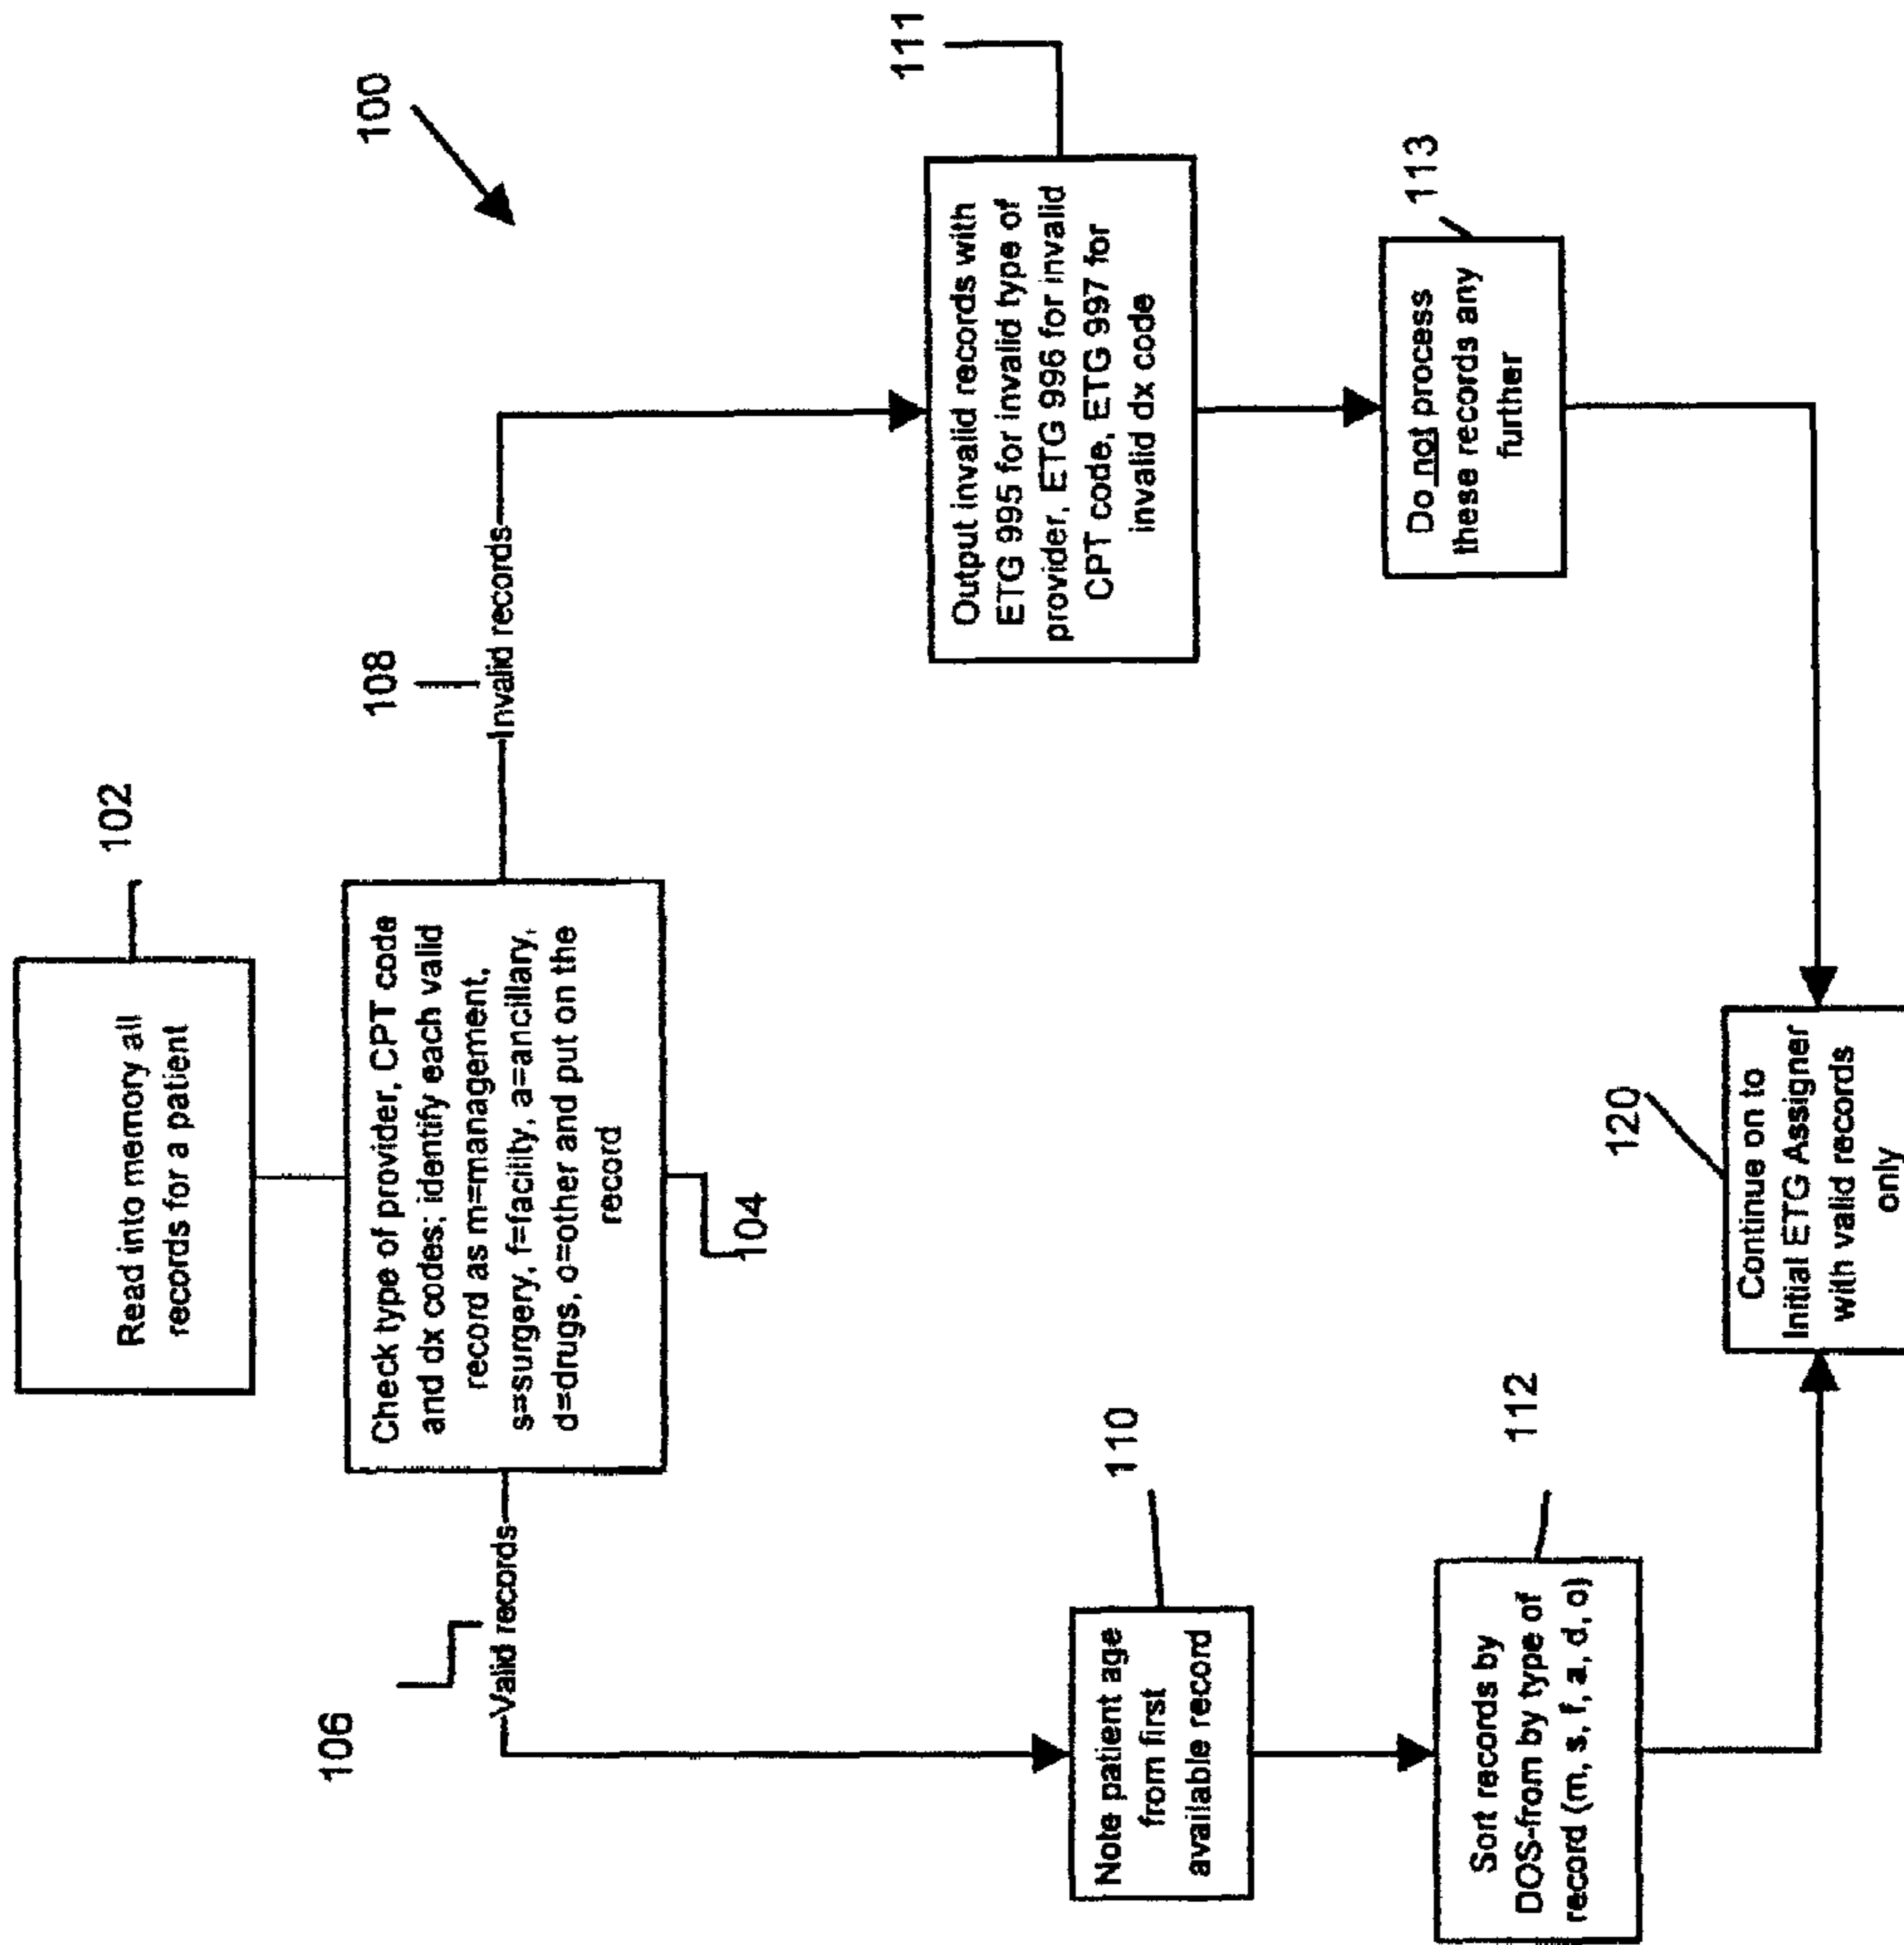 100
102
Read into memory all
records for a patient
Check type of provider, CPT code
and dx codes; identify each valid
record as m=management,
s=surgery, f=facility, a=ancillary,
d=drugs, o=other and put on the
record
104
106
Valid records
108
Invalid records
110
Note patient age
from first
available record
111
Output invalid records with
ETG 995 for invalid type of
provider, ETG 996 for invalid
CPT code, ETG 997 for
invalid dx code
112
Sort records by
DOS-from by type of
record (m, s, f, a, d, o)
113
Do not process
these records any
further
120
Continue on to
Initial ETG Assigner
with valid records
only